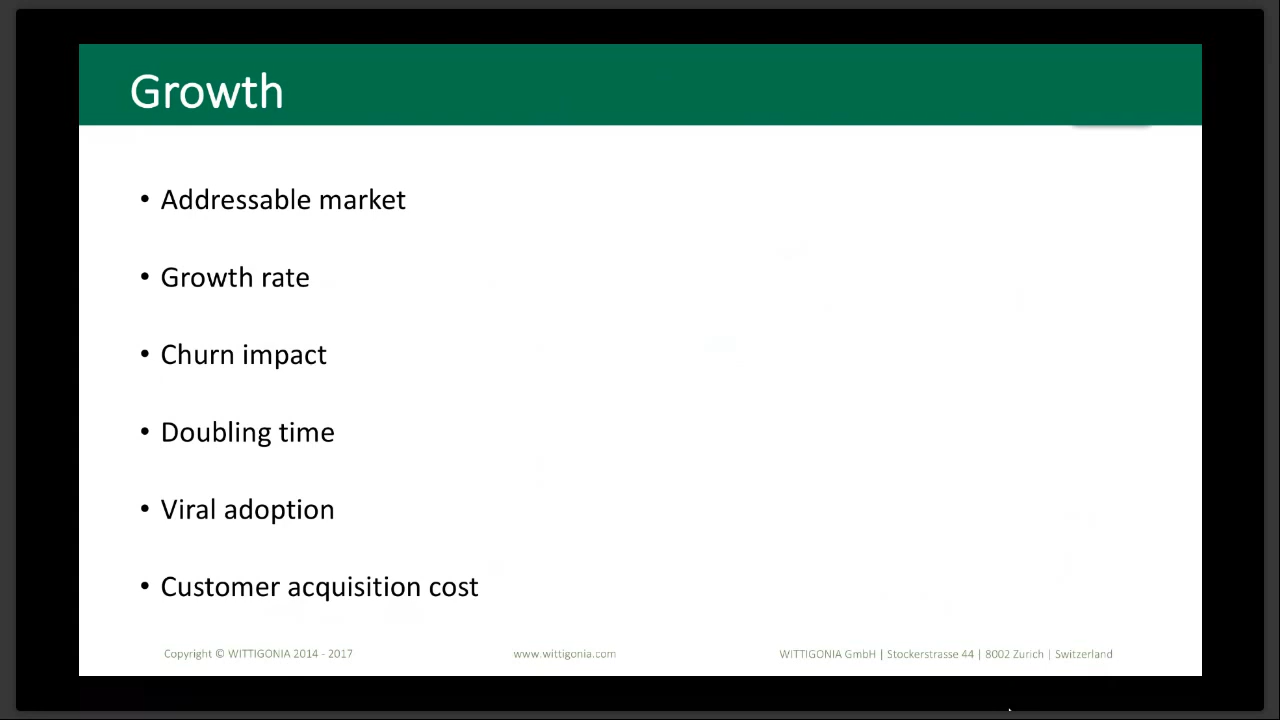 Growth
• Addressable market
• Growth rate
• Churn impact
• Doubling time
• Viral adoption
• Customer acquisition cost
Copyright © WITTIGONIA 2014 - 2017 www.wittigonia.com WITTIGONIA GmbH | Stockerstrasse 44 | 8002 Zurich | Switzerland